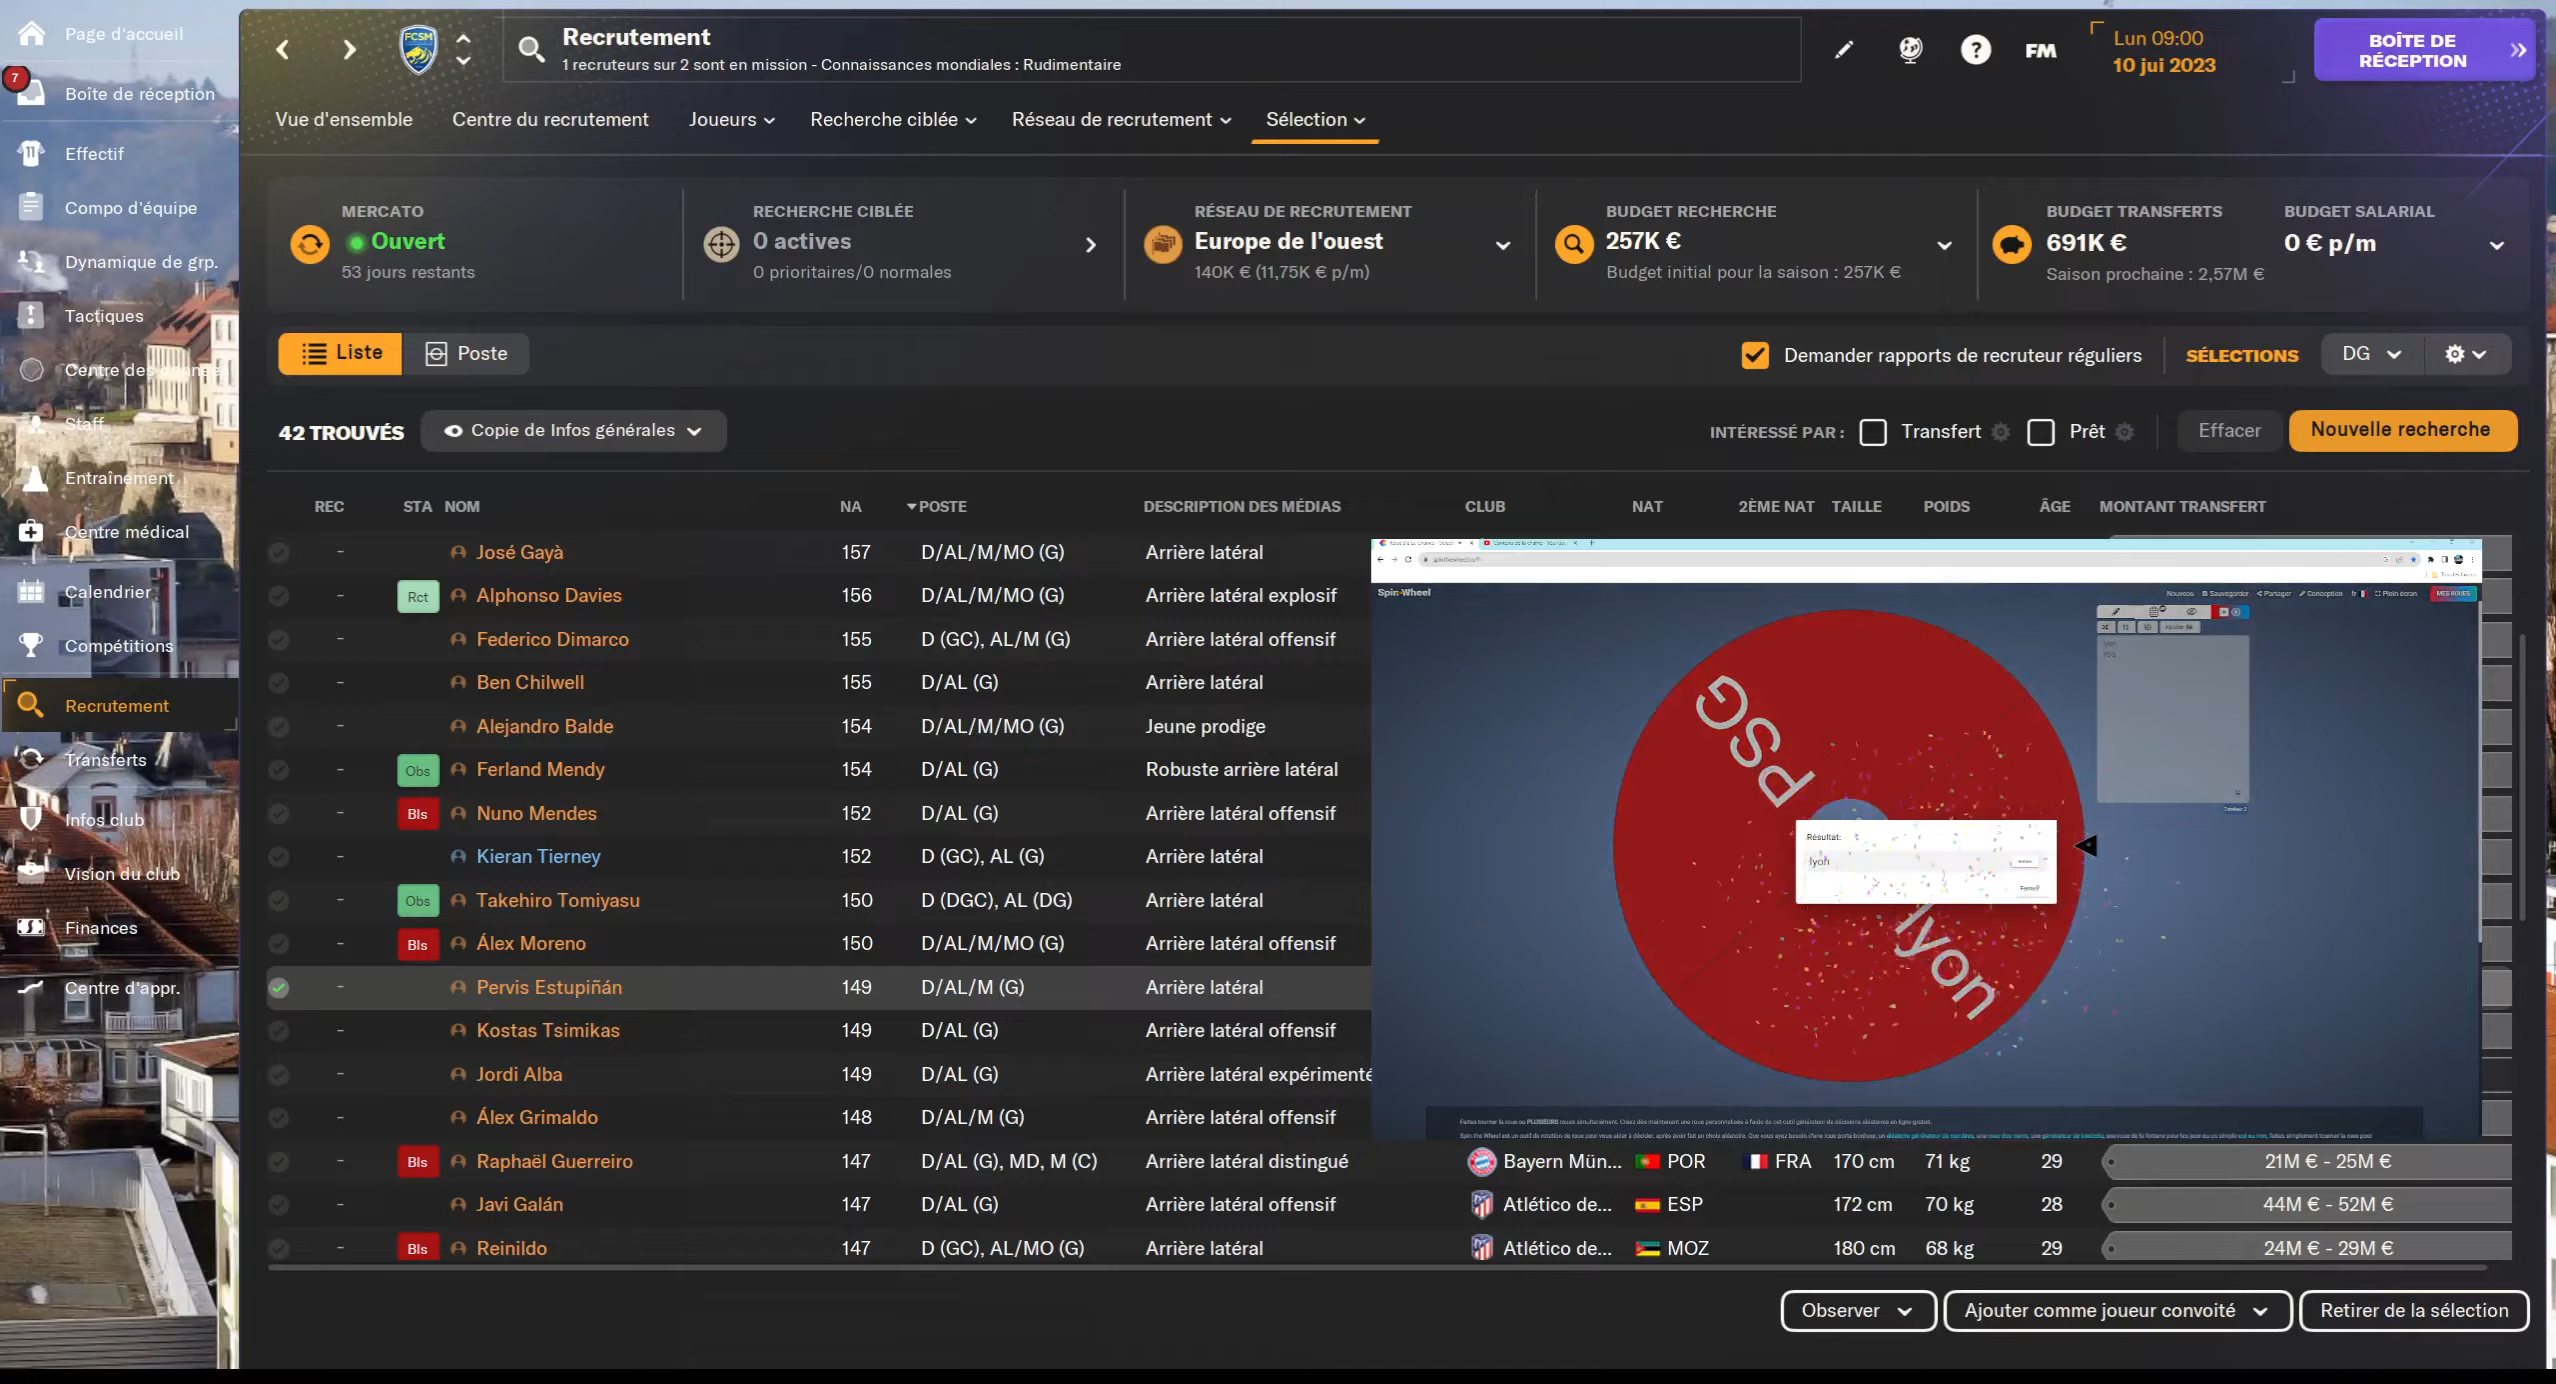 Page d'accueil
7
Boîte de réception
Effectif
Compo d'équipe
Dynamique de grp.
Tactiques
Centre des données
Staff
Entraînement
Centre médical
Calendrier
Compétitions
Recrutement
Transferts
Infos club
Vision du club
Finances
Centre d'appr.
FCSM
Recrutement
1 recruteurs sur 2 sont en mission - Connaissances mondiales : Rudimentaire
?
FM
Lun 09:00
10 jui 2023
BOÎTE DE
RÉCEPTION
Vue d'ensemble Centre du recrutement Joueurs Recherche ciblée Réseau de recrutement Sélection
MERCATO
Ouvert
53 jours restants
RECHERCHE CIBLÉE
0 actives
0 prioritaires/0 normales
RÉSEAU DE RECRUTEMENT
Europe de l'ouest
140K € (11,75K € p/m)
BUDGET RECHERCHE
257K €
Budget initial pour la saison : 257K €
BUDGET TRANSFERTS
691K €
Saison prochaine : 2,57M €
BUDGET SALARIAL
0 € p/m
Liste Poste
Demander rapports de recruteur réguliers SÉLECTIONS DG
42 TROUVÉS Copie de Infos générales
INTÉRESSÉ PAR : Transfert Prêt Effacer Nouvelle recherche
REC STA NOM NA POSTE DESCRIPTION DES MÉDIAS CLUB NAT 2ÈME NAT TAILLE POIDS ÂGE MONTANT TRANSFERT
- José Gayà 157 D/AL/M/MO (G) Arrière latéral
- Rct Alphonso Davies 156 D/AL/M/MO (G) Arrière latéral explosif
- Federico Dimarco 155 D (GC), AL/M (G) Arrière latéral offensif
- Ben Chilwell 155 D/AL (G) Arrière latéral
- Alejandro Balde 154 D/AL/M/MO (G) Jeune prodige
- Obs Ferland Mendy 154 D/AL (G) Robuste arrière latéral
- Bls Nuno Mendes 152 D/AL (G) Arrière latéral offensif
- Kieran Tierney 152 D (GC), AL (G) Arrière latéral
- Obs Takehiro Tomiyasu 150 D (DGC), AL (DG) Arrière latéral
- Bls Álex Moreno 150 D/AL/M/MO (G) Arrière latéral offensif
- Pervis Estupiñán 149 D/AL/M (G) Arrière latéral
- Kostas Tsimikas 149 D/AL (G) Arrière latéral offensif
- Jordi Alba 149 D/AL (G) Arrière latéral expérimenté
- Álex Grimaldo 148 D/AL/M (G) Arrière latéral offensif
- Bls Raphaël Guerreiro 147 D/AL (G), MD, M (C) Arrière latéral distingué Bayern Mün... POR FRA 170 cm 71 kg 29 21M € - 25M €
- Javi Galán 147 D/AL (G) Arrière latéral offensif Atlético de... ESP 172 cm 70 kg 28 44M € - 52M €
- Bls Reinildo 147 D (GC), AL/MO (G) Arrière latéral Atlético de... MOZ 180 cm 68 kg 29 24M € - 29M €
Spin Wheel
Nouveau Sauvegarder Partager Conception fr Plein écran MES ROUES
PSG
Résultat:
lyon
Fermer
lyon
Observer Ajouter comme joueur convoité Retirer de la sélection